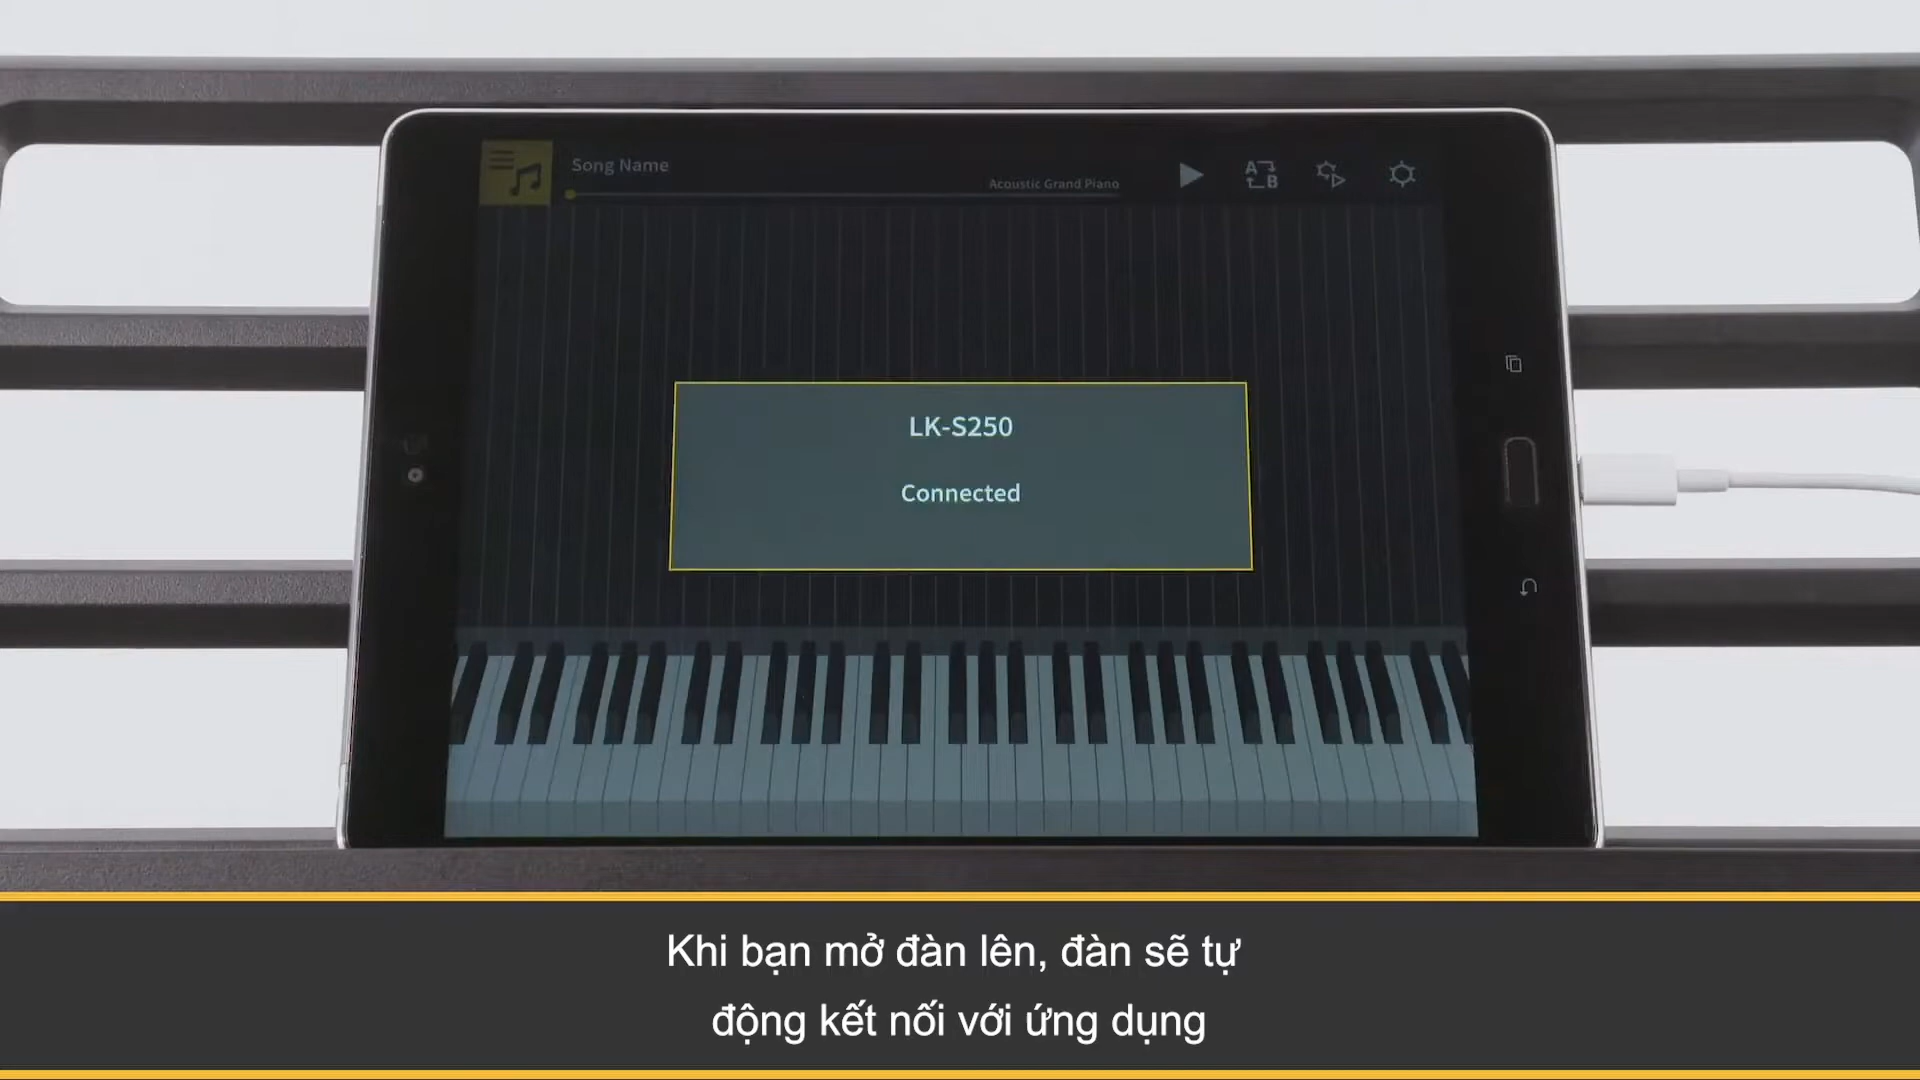 Song Name
Acoustic Grand Piano
A
B
LK-S250
Connected
Khi bạn mở đàn lên, đàn sẽ tự
động kết nối với ứng dụng